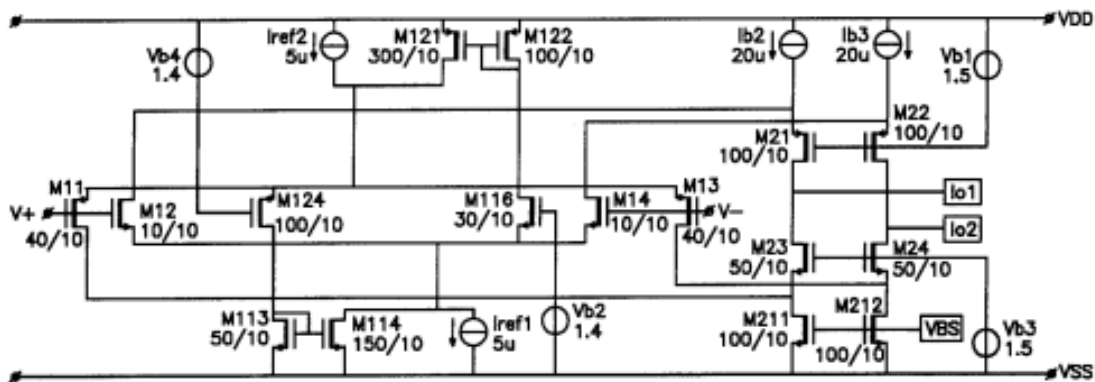 VDD
Iref2
5u
M121
300/10
M122
100/10
Ib2
20u
Ib3
20u
Vb4
1.4
Vb1
1.5
M22
100/10
M21
100/10
M11
M12
10/10
40/10
V+
M124
100/10
M116
30/10
M14
10/10
M13
40/10
V-
Io1
Io2
M23
50/10
M24
50/10
M113
50/10
M114
150/10
Iref1
5u
Vb2
1.4
M211
100/10
M212
100/10
VBS
Vb3
1.5
VSS